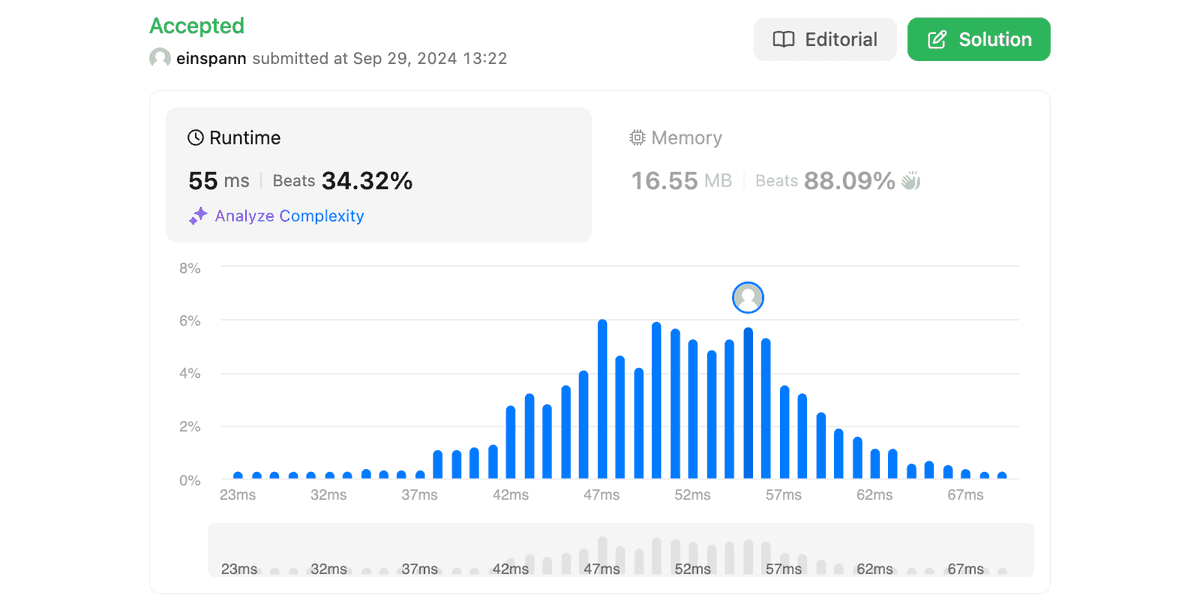 Accepted
einspann submitted at Sep 29, 2024 13:22
Editorial
Solution
Runtime
55 ms Beats 34.32%
Analyze Complexity
Memory
16.55 MB Beats 88.09%
8%
6%
4%
2%
0%
23ms 32ms 37ms 42ms 47ms 52ms 57ms 62ms 67ms
23ms 32ms 37ms 42ms 47ms 52ms 57ms 62ms 67ms